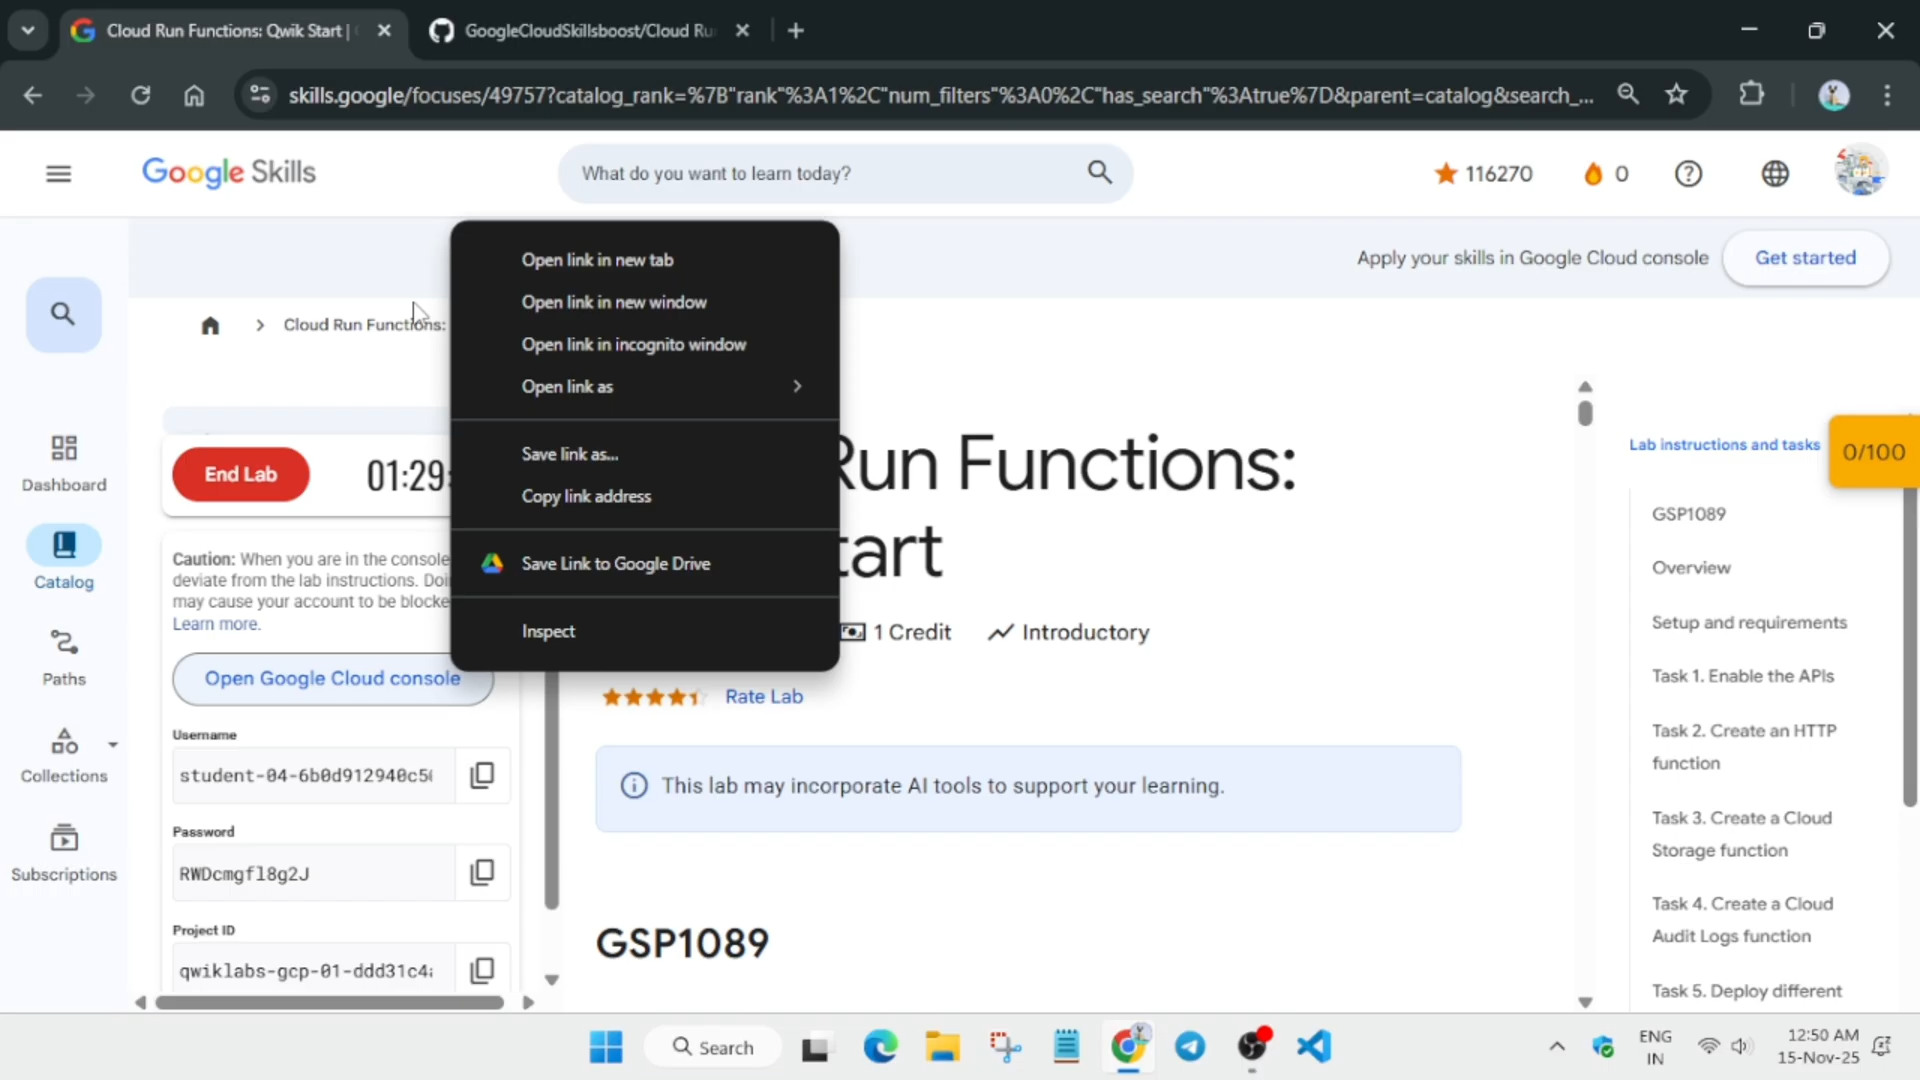 Cloud Run Functions: Qwik Start |
GoogleCloudSkillsboost/Cloud Ru
skills.google/focuses/49757?catalog_rank=%7B"rank"%3A1%2C"num_filters"%3A0%2C"has_search"%3Atrue%7D&parent=catalog&search_...
Google Skills
What do you want to learn today?
116270
0
Apply your skills in Google Cloud console
Get started
Cloud Run Functions:
Open link in new tab
Open link in new window
Open link in incognito window
Open link as
Save link as...
Copy link address
Save Link to Google Drive
Inspect
Dashboard
Catalog
Paths
Collections
Subscriptions
End Lab
01:29:
Caution: When you are in the console
deviate from the lab instructions. Doi
may cause your account to be blocke
Learn more.
Open Google Cloud console
Username
student-04-6b0d912940c5
Password
RWDcmgfl8g2J
Project ID
qwiklabs-gcp-01-ddd31c4
Run Functions:
tart
1 Credit
Introductory
Rate Lab
This lab may incorporate AI tools to support your learning.
GSP1089
Lab instructions and tasks
0/100
GSP1089
Overview
Setup and requirements
Task 1. Enable the APIs
Task 2. Create an HTTP
function
Task 3. Create a Cloud
Storage function
Task 4. Create a Cloud
Audit Logs function
Task 5. Deploy different
Search
ENG
IN
12:50 AM
15-Nov-25